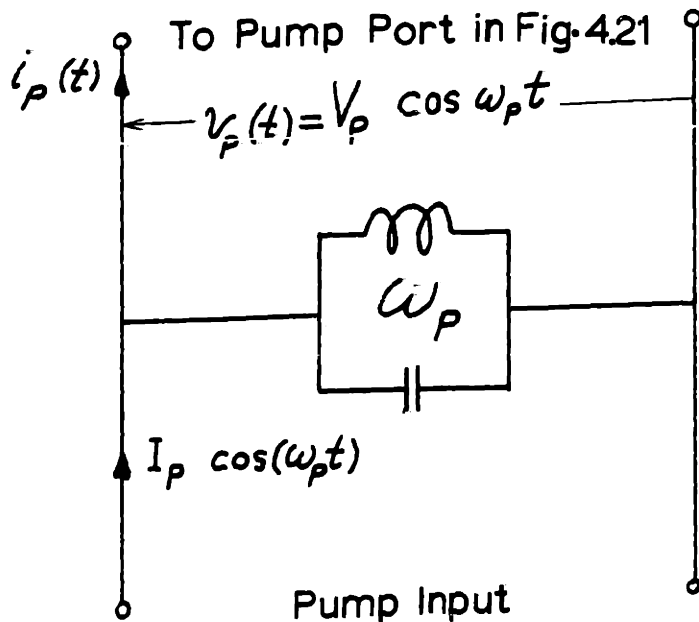 To Pump Port in Fig. 4.21
i_p(t)
v_p(t) = V_p cos ω_p t
ω_p
I_p cos(ω_p t)
Pump Input